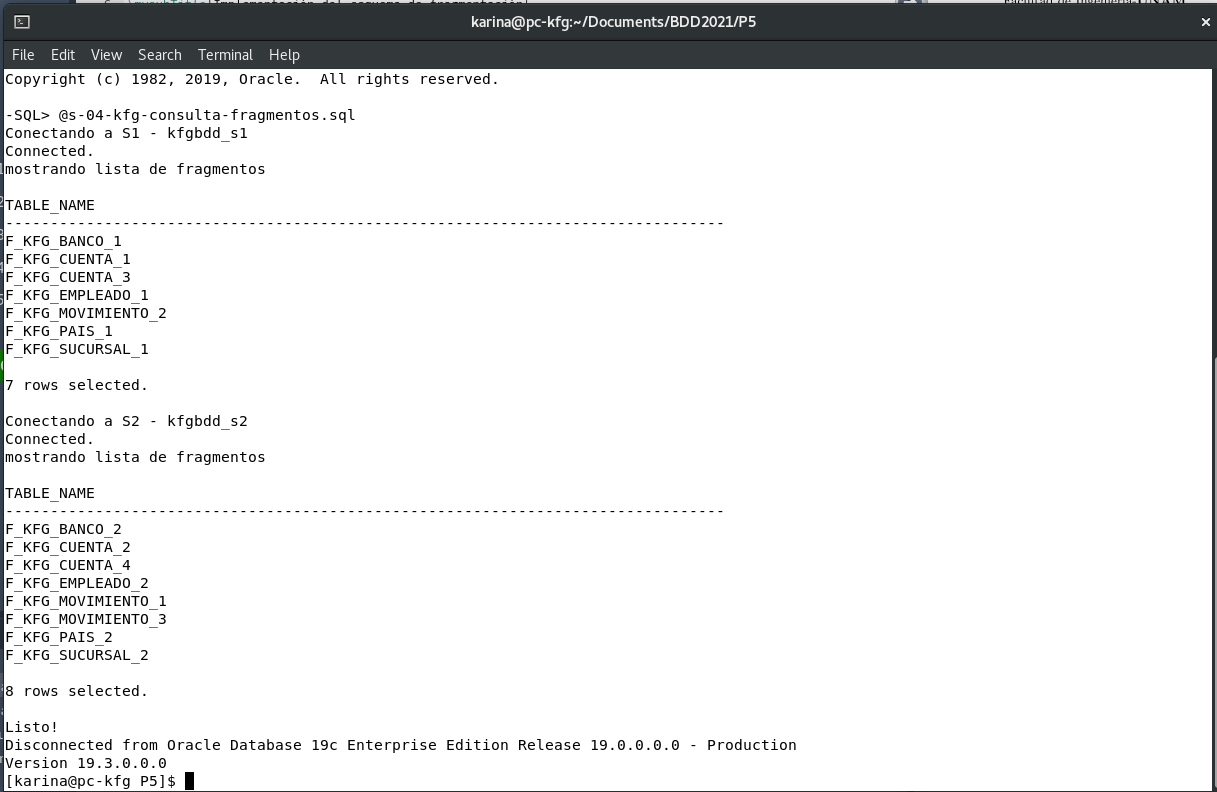 karina@pc-kfg:~/Documents/BDD2021/P5
File Edit View Search Terminal Help
Copyright (c) 1982, 2019, Oracle.  All rights reserved.
-SQL> @s-04-kfg-consulta-fragmentos.sql
Conectando a S1 - kfgbdd_s1
Connected.
mostrando lista de fragmentos
TABLE_NAME
--------------------------------------------------------------------------------
F_KFG_BANCO_1
F_KFG_CUENTA_1
F_KFG_CUENTA_3
F_KFG_EMPLEADO_1
F_KFG_MOVIMIENTO_2
F_KFG_PAIS_1
F_KFG_SUCURSAL_1
7 rows selected.
Conectando a S2 - kfgbdd_s2
Connected.
mostrando lista de fragmentos
TABLE_NAME
--------------------------------------------------------------------------------
F_KFG_BANCO_2
F_KFG_CUENTA_2
F_KFG_CUENTA_4
F_KFG_EMPLEADO_2
F_KFG_MOVIMIENTO_1
F_KFG_MOVIMIENTO_3
F_KFG_PAIS_2
F_KFG_SUCURSAL_2
8 rows selected.
Listo!
Disconnected from Oracle Database 19c Enterprise Edition Release 19.0.0.0.0 - Production
Version 19.3.0.0.0
[karina@pc-kfg P5]$